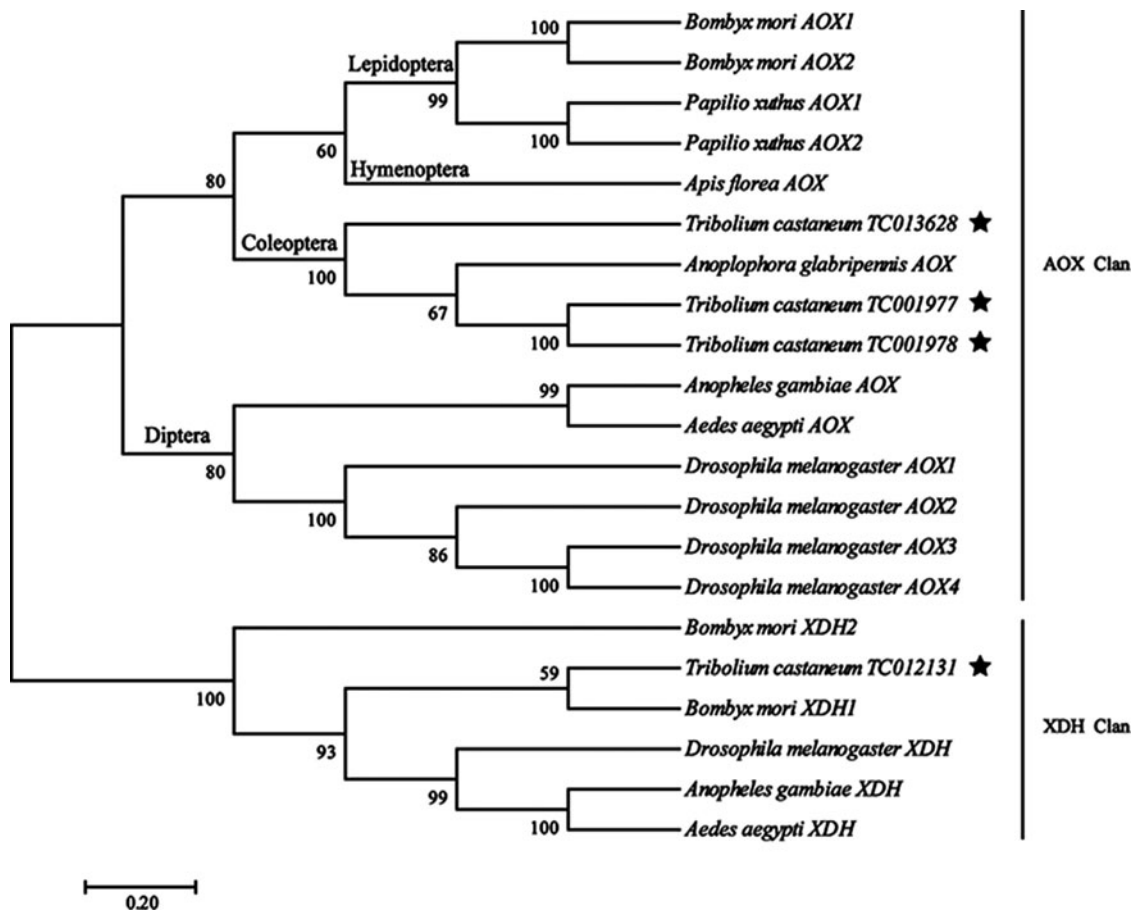 100
Bombyx mori AOX1
Bombyx mori AOX2
Lepidoptera
99
Papilio xuthus AOX1
100
Papilio xuthus AOX2
60
Hymenoptera
Apis florea AOX
80
Coleoptera
Tribolium castaneum TC013628 ★
100
Anoplophora glabripennis AOX
67
Tribolium castaneum TC001977 ★
100
Tribolium castaneum TC001978 ★
AOX Clan
99
Anopheles gambiae AOX
Aedes aegypti AOX
Diptera
80
Drosophila melanogaster AOX1
100
Drosophila melanogaster AOX2
86
Drosophila melanogaster AOX3
100
Drosophila melanogaster AOX4
Bombyx mori XDH2
100
59
Tribolium castaneum TC012131 ★
Bombyx mori XDH1
93
Drosophila melanogaster XDH
99
Anopheles gambiae XDH
100
Aedes aegypti XDH
XDH Clan
0.20